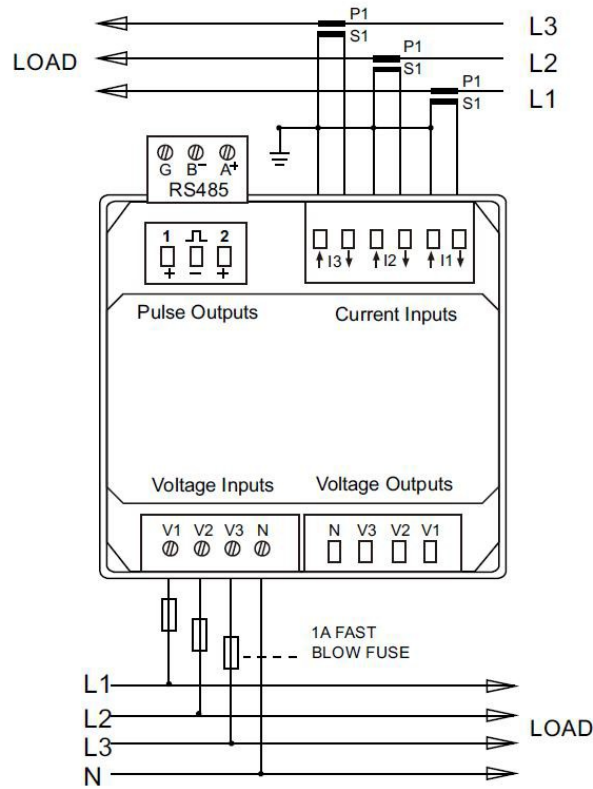 P1
L3
S1
P1
LOAD
L2
S1
P1
S1
L1
G B- A+
RS485
1 2
+ - +
I3 I2 I1
Pulse Outputs
Current Inputs
Voltage Inputs
Voltage Outputs
V1 V2 V3 N
N V3 V2 V1
1A FAST
BLOW FUSE
L1
L2
LOAD
L3
N